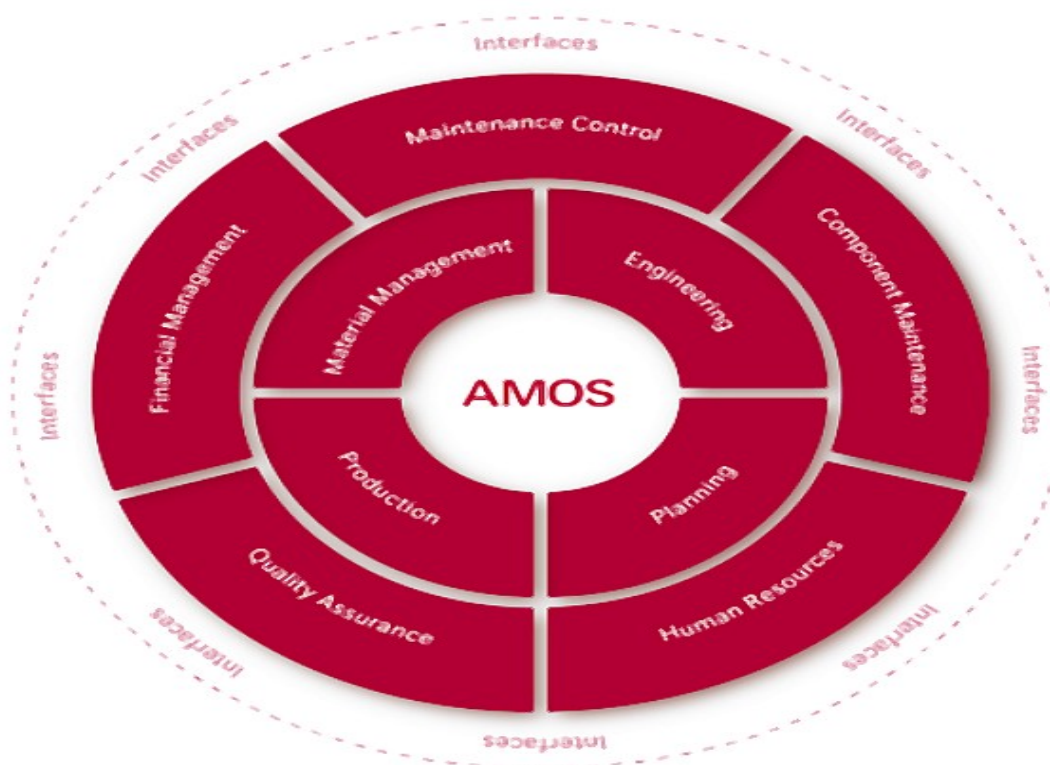 Interfaces
Interfaces
Interfaces
Maintenance Control
Financial Management
Component Maintenance
Material Management
Engineering
Interfaces
AMOS
Interfaces
Production
Planning
Quality Assurance
Human Resources
Interfaces
Interfaces
Interfaces